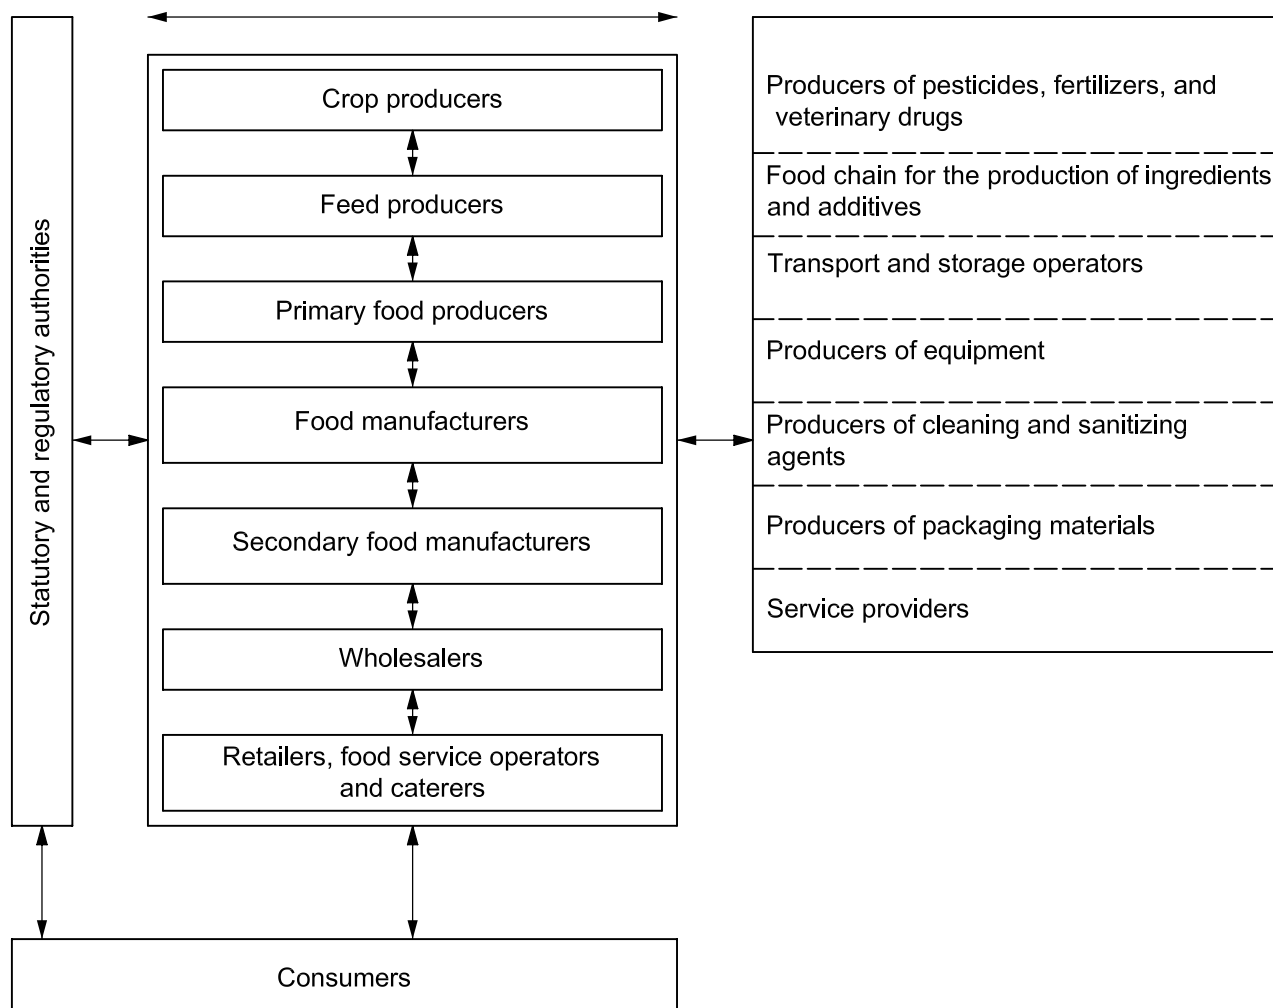 Statutory and regulatory authorities
Crop producers
Feed producers
Primary food producers
Food manufacturers
Secondary food manufacturers
Wholesalers
Retailers, food service operators
and caterers
Producers of pesticides, fertilizers, and
veterinary drugs
Food chain for the production of ingredients
and additives
Transport and storage operators
Producers of equipment
Producers of cleaning and sanitizing
agents
Producers of packaging materials
Service providers
Consumers